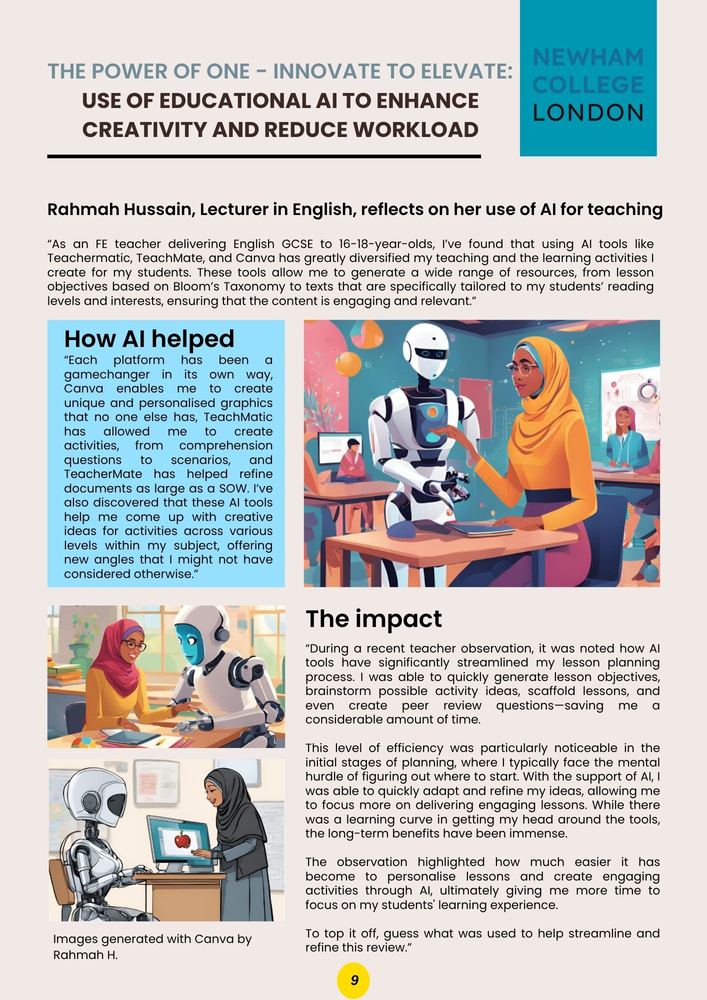 THE POWER OF ONE - INNOVATE TO ELEVATE:
USE OF EDUCATIONAL AI TO ENHANCE
CREATIVITY AND REDUCE WORKLOAD
NEWHAM
COLLEGE
LONDON
Rahmah Hussain, Lecturer in English, reflects on her use of AI for teaching
“As an FE teacher delivering English GCSE to 16-18-year-olds, I’ve found that using AI tools like
Teachermatic, TeachMate, and Canva has greatly diversified my teaching and the learning activities I
create for my students. These tools allow me to generate a wide range of resources, from lesson
objectives based on Bloom’s Taxonomy to texts that are specifically tailored to my students’ reading
levels and interests, ensuring that the content is engaging and relevant.”
How AI helped
“Each platform has been a
gamechanger in its own way,
Canva enables me to create
unique and personalised graphics
that no one else has, TeachMatic
has allowed me to create
activities, from comprehension
questions to scenarios, and
TeacherMate has helped refine
documents as large as a SOW. I’ve
also discovered that these AI tools
help me come up with creative
ideas for activities across various
levels within my subject, offering
new angles that I might not have
considered otherwise.”
The impact
“During a recent teacher observation, it was noted how AI
tools have significantly streamlined my lesson planning
process. I was able to quickly generate lesson objectives,
brainstorm possible activity ideas, scaffold lessons, and
even create peer review questions—saving me a
considerable amount of time.
This level of efficiency was particularly noticeable in the
initial stages of planning, where I typically face the mental
hurdle of figuring out where to start. With the support of AI, I
was able to quickly adapt and refine my ideas, allowing me
to focus more on delivering engaging lessons. While there
was a learning curve in getting my head around the tools,
the long-term benefits have been immense.
The observation highlighted how much easier it has
become to personalise lessons and create engaging
activities through AI, ultimately giving me more time to
focus on my students' learning experience.
To top it off, guess what was used to help streamline and
refine this review.”
Images generated with Canva by
Rahmah H.
9